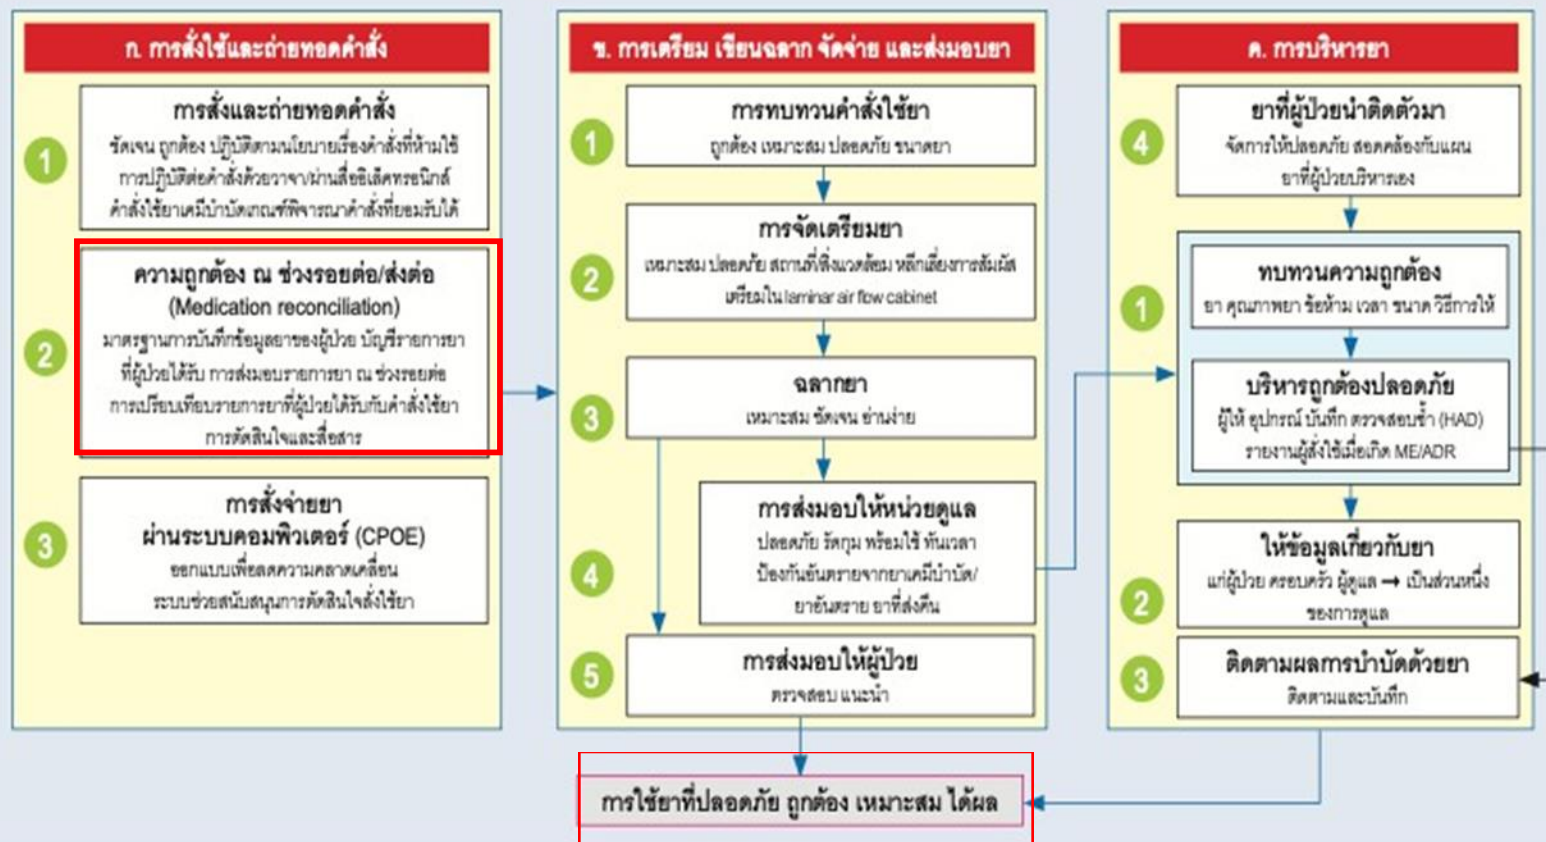 ก. การสั่งใช้และถ่ายทอดคำสั่ง
1
การสั่งและถ่ายทอดคำสั่ง
ชัดเจน ถูกต้อง ปฏิบัติตามนโยบายเรื่องคำสั่งที่ห้ามใช้
การปฏิบัติต่อคำสั่งด้วยวาจา/ผ่านสื่ออิเล็คทรอนิกส์
คำสั่งใช้ยาเคมีบำบัดเกณฑ์พิจารณาคำสั่งที่ยอมรับได้
2
ความถูกต้อง ณ ช่วงรอยต่อ/ส่งต่อ
(Medication reconciliation)
มาตรฐานการบันทึกข้อมูลยาของผู้ป่วย บัญชีรายการยา
ที่ผู้ป่วยได้รับ การส่งมอบรายการยา ณ ช่วงรอยต่อ
การเปรียบเทียบรายการยาที่ผู้ป่วยได้รับกับคำสั่งใช้ยา
การตัดสินใจและสื่อสาร
3
การสั่งจ่ายยา
ผ่านระบบคอมพิวเตอร์ (CPOE)
ออกแบบเพื่อลดความคลาดเคลื่อน
ระบบช่วยสนับสนุนการตัดสินใจสั่งใช้ยา
ข. การเตรียม เขียนฉลาก จัดจ่าย และส่งมอบยา
1
การทบทวนคำสั่งใช้ยา
ถูกต้อง เหมาะสม ปลอดภัย ขนาดยา
2
การจัดเตรียมยา
เหมาะสม ปลอดภัย สถานที่/สิ่งแวดล้อม หลีกเลี่ยงการสัมผัส
เตรียมใน laminar air flow cabinet
3
ฉลากยา
เหมาะสม ชัดเจน อ่านง่าย
4
การส่งมอบให้หน่วยดูแล
ปลอดภัย รัดกุม พร้อมใช้ ทันเวลา
ป้องกันอันตรายจากยาเคมีบำบัด/
ยาอันตราย ยาที่ส่งคืน
5
การส่งมอบให้ผู้ป่วย
ตรวจสอบ แนะนำ
ค. การบริหารยา
4
ยาที่ผู้ป่วยนำติดตัวมา
จัดการให้ปลอดภัย สอดคล้องกับแผน
ยาที่ผู้ป่วยบริหารเอง
1
ทบทวนความถูกต้อง
ยา คุณภาพยา ข้อห้าม เวลา ขนาด วิธีการให้
บริหารถูกต้องปลอดภัย
ผู้ให้ อุปกรณ์ บันทึก ตรวจสอบซ้ำ (HAD)
รายงานผู้สั่งใช้เมื่อเกิด ME/ADR
2
ให้ข้อมูลเกี่ยวกับยา
แก่ผู้ป่วย ครอบครัว ผู้ดูแล → เป็นส่วนหนึ่ง
ของการดูแล
3
ติดตามผลการบำบัดด้วยยา
ติดตามและบันทึก
การใช้ยาที่ปลอดภัย ถูกต้อง เหมาะสม ได้ผล